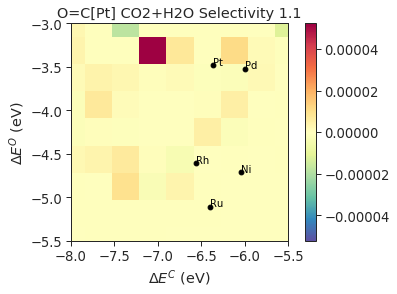 O=C[Pt] CO2+H2O Selectivity 1.1
−3.0
−3.5
−4.0
−4.5
−5.0
−5.5
ΔE^O (eV)
Pt
Pd
Rh
Ni
Ru
−8.0 −7.5 −7.0 −6.5 −6.0 −5.5
ΔE^C (eV)
0.00004
0.00002
0.00000
−0.00002
−0.00004